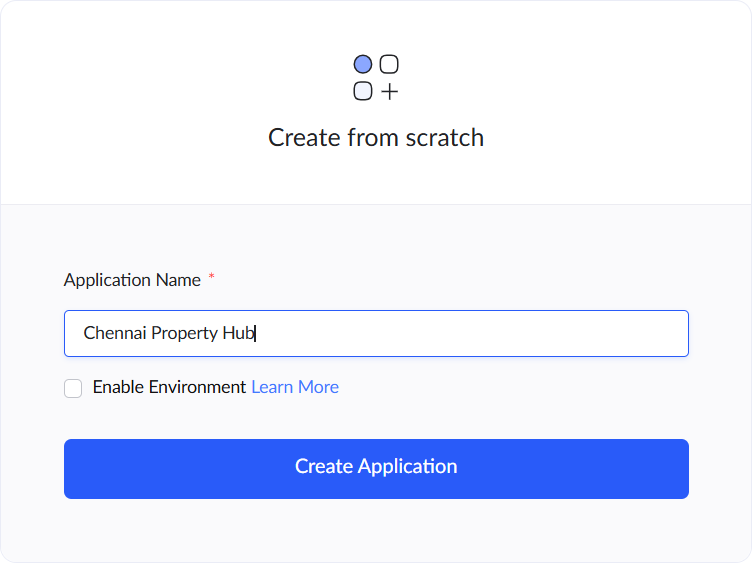 Create from scratch
Application Name *
Chennai Property Hub
Enable Environment Learn More
Create Application